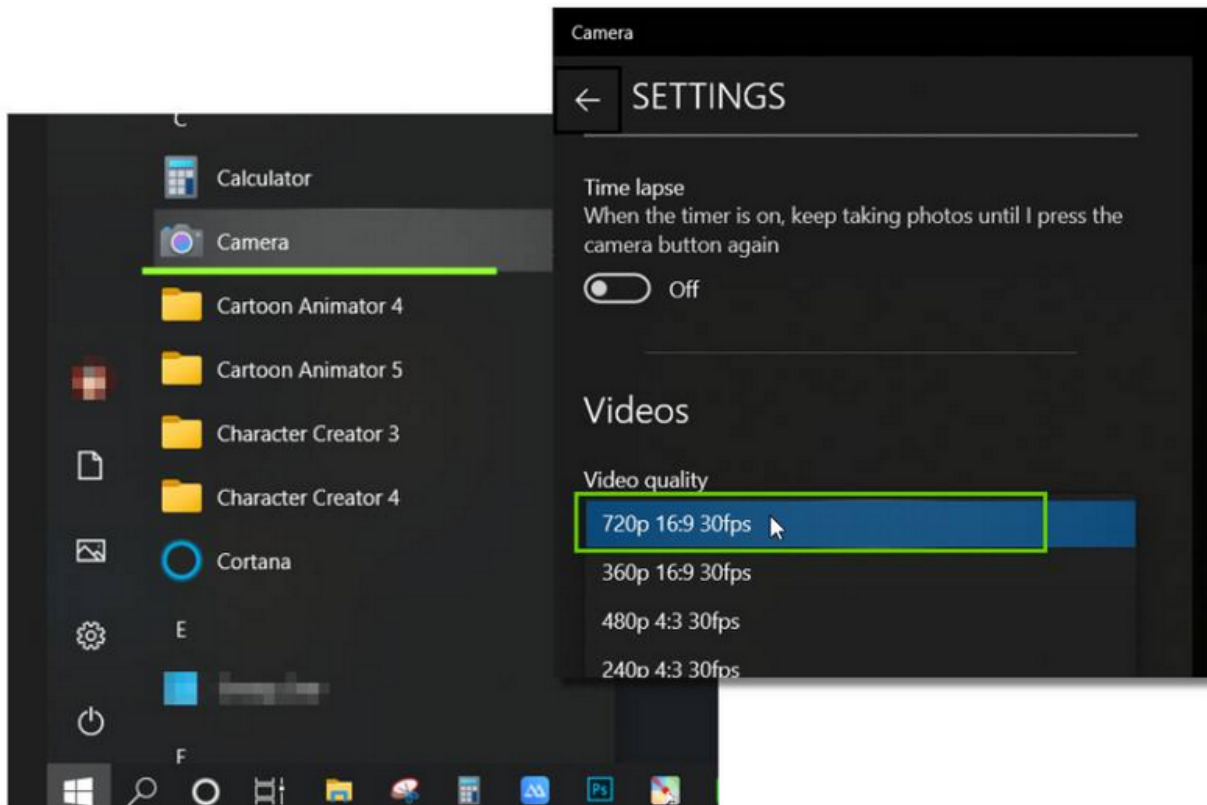 C
Calculator
Camera
Cartoon Animator 4
Cartoon Animator 5
Character Creator 3
Character Creator 4
Cortana
E
F
Ps
Camera
SETTINGS
Time lapse
When the timer is on, keep taking photos until I press the
camera button again
Off
Videos
Video quality
720p 16:9 30fps
360p 16:9 30fps
480p 4:3 30fps
240p 4:3 30fps